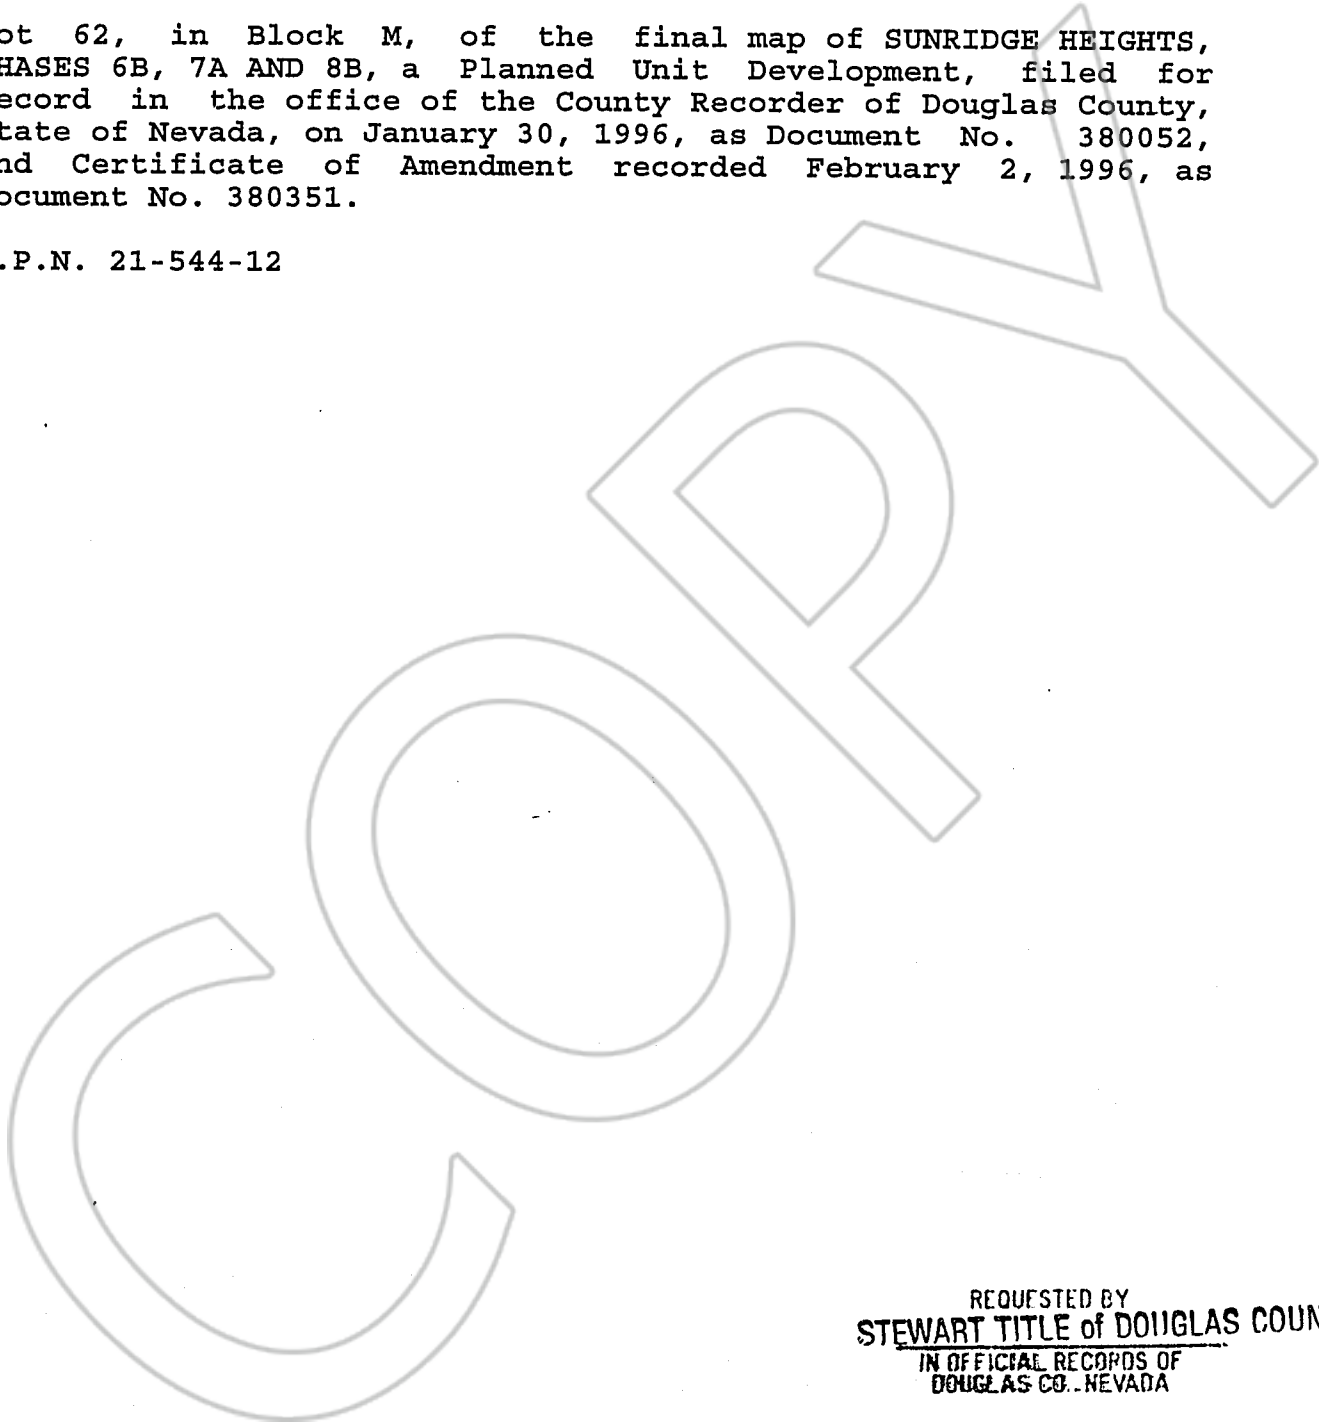 ot 62, in Block M, of the final map of SUNRIDGE HEIGHTS,
HASES 6B, 7A AND 8B, a Planned Unit Development, filed for
ecord in the office of the County Recorder of Douglas County,
tate of Nevada, on January 30, 1996, as Document No. 380052,
nd Certificate of Amendment recorded February 2, 1996, as
ocument No. 380351.
.P.N. 21-544-12
COPY
REQUESTED BY
STEWART TITLE of DOUGLAS COUN
IN OFFICIAL RECORDS OF
DOUGLAS CO., NEVADA